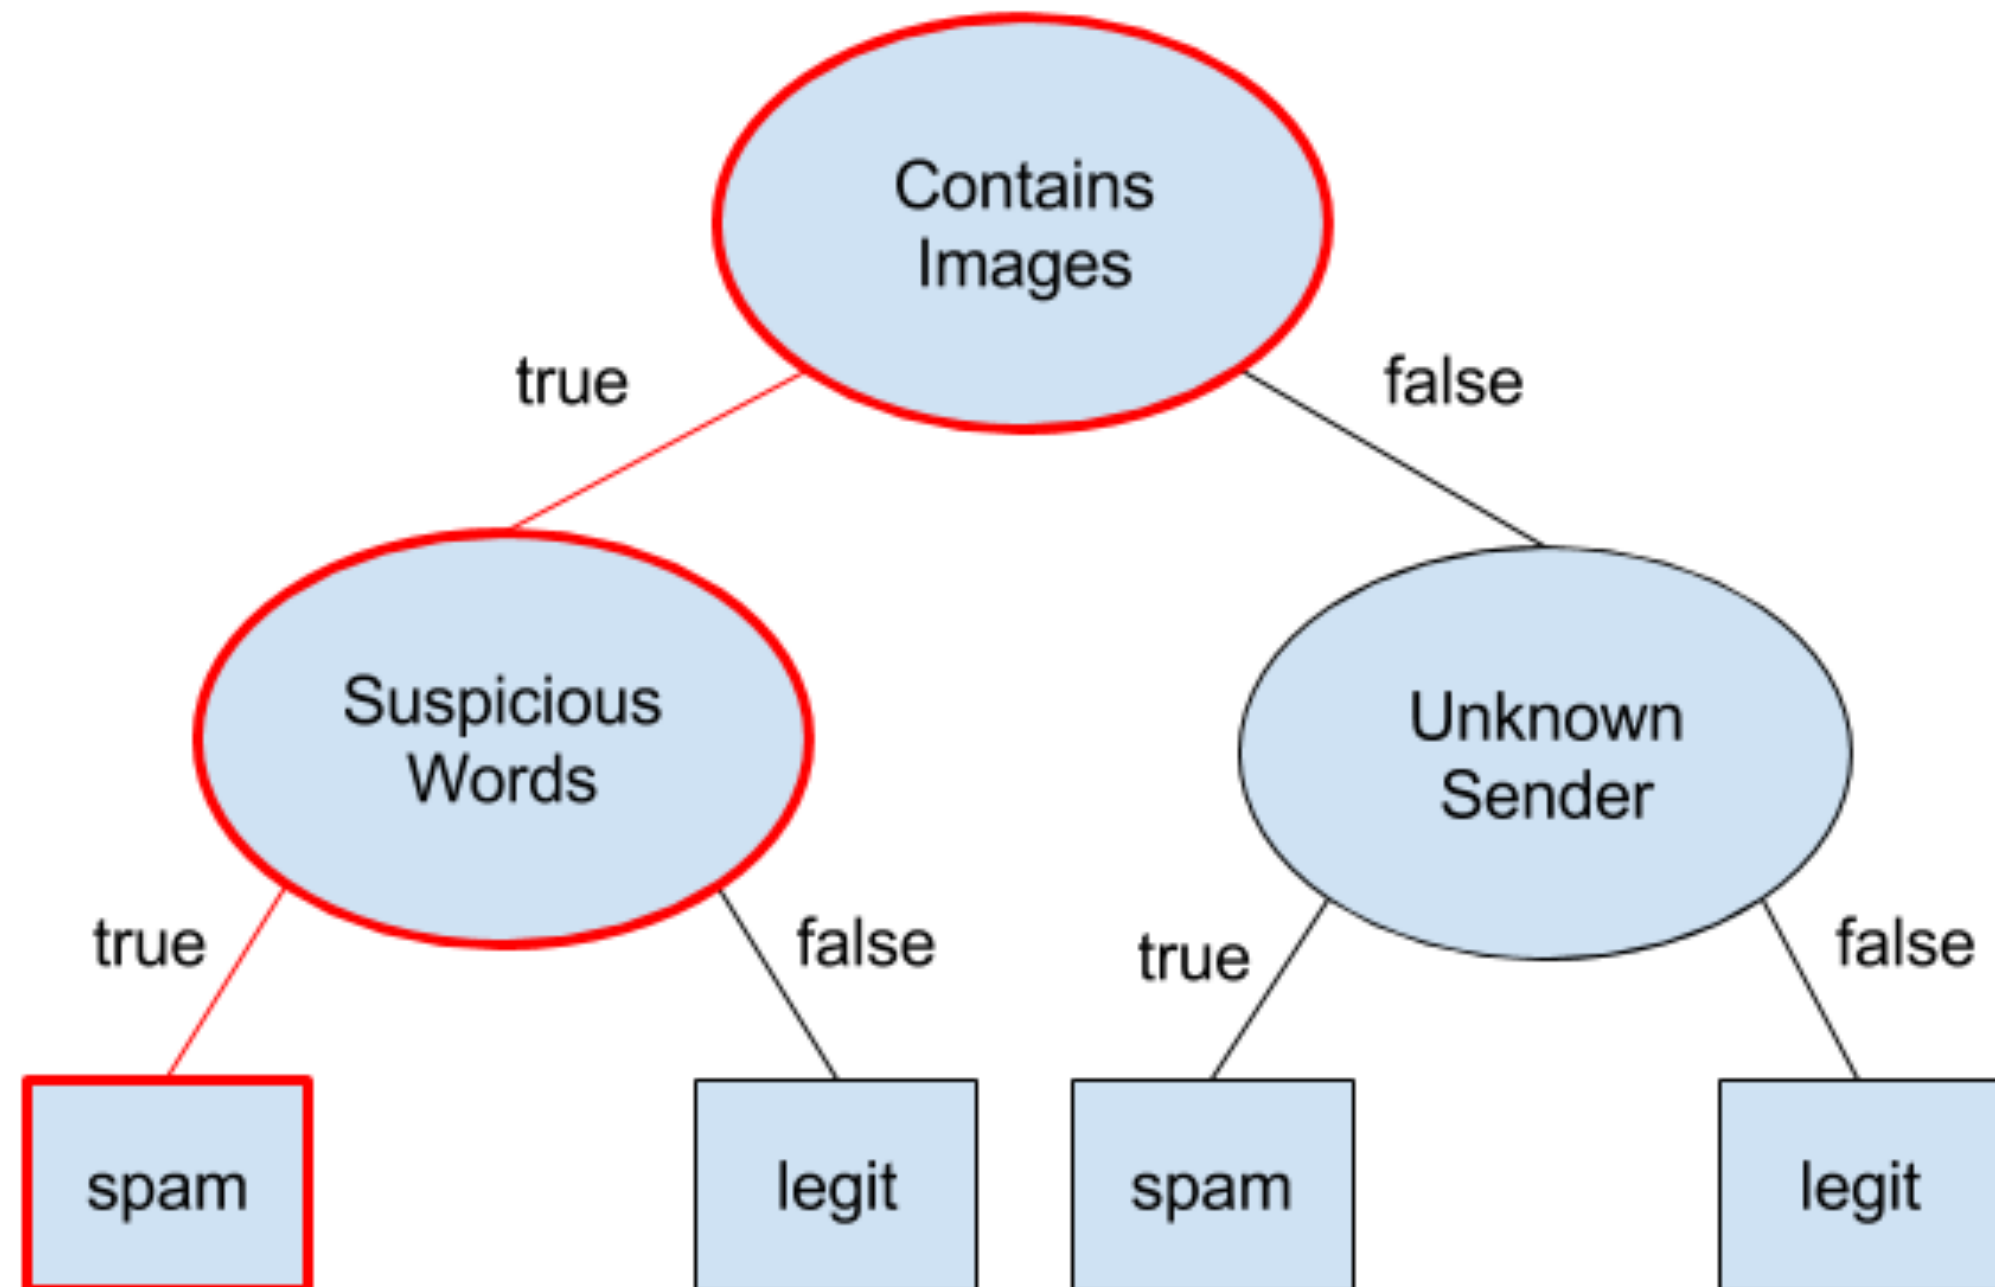 Contains
Images
true
false
Suspicious
Words
Unknown
Sender
true
false
true
false
spam
legit
spam
legit